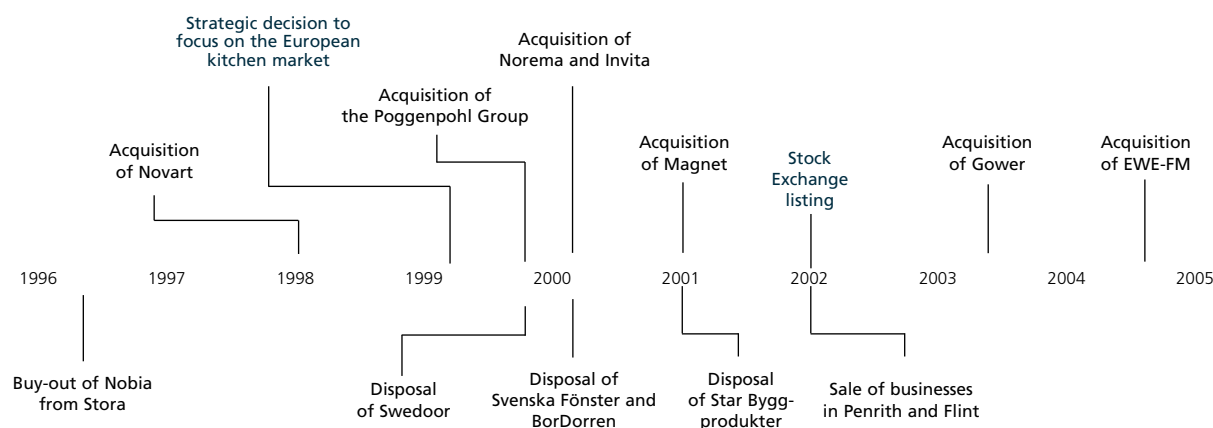 Strategic decision to
focus on the European
kitchen market
Acquisition of
Norema and Invita
Acquisition of
the Poggenpohl Group
Acquisition
of Novart
Acquisition
of Magnet
Stock
Exchange
listing
Acquisition
of Gower
Acquisition
of EWE-FM
1996 1997 1998 1999 2000 2001 2002 2003 2004 2005
Buy-out of Nobia
from Stora
Disposal
of Swedoor
Disposal of
Svenska Fönster and
BorDorren
Disposal
of Star Bygg-
produkter
Sale of businesses
in Penrith and Flint